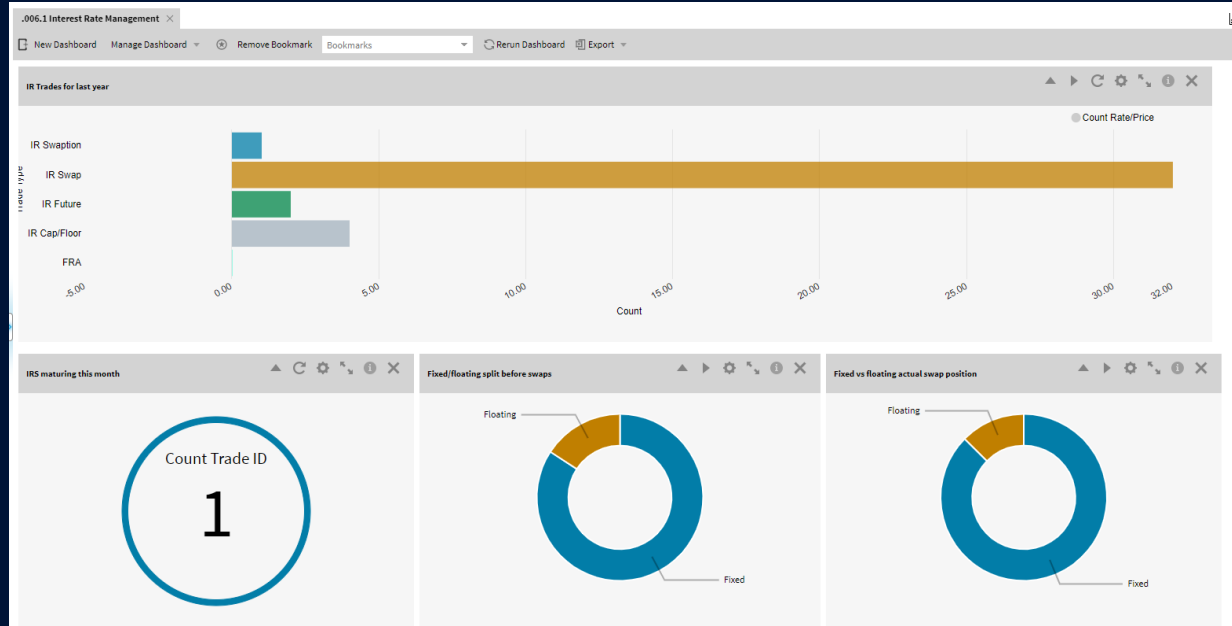 .006.1 Interest Rate Management
New Dashboard Manage Dashboard Remove Bookmark Bookmarks Rerun Dashboard Export
IR Trades for last year
Count Rate/Price
Trade Type
IR Swaption
IR Swap
IR Future
IR Cap/Floor
FRA
-5.00 0.00 5.00 10.00 15.00 20.00 25.00 30.00 32.00
Count
IRS maturing this month
Count Trade ID
1
Fixed/floating split before swaps
Floating
Fixed
Fixed vs floating actual swap position
Floating
Fixed